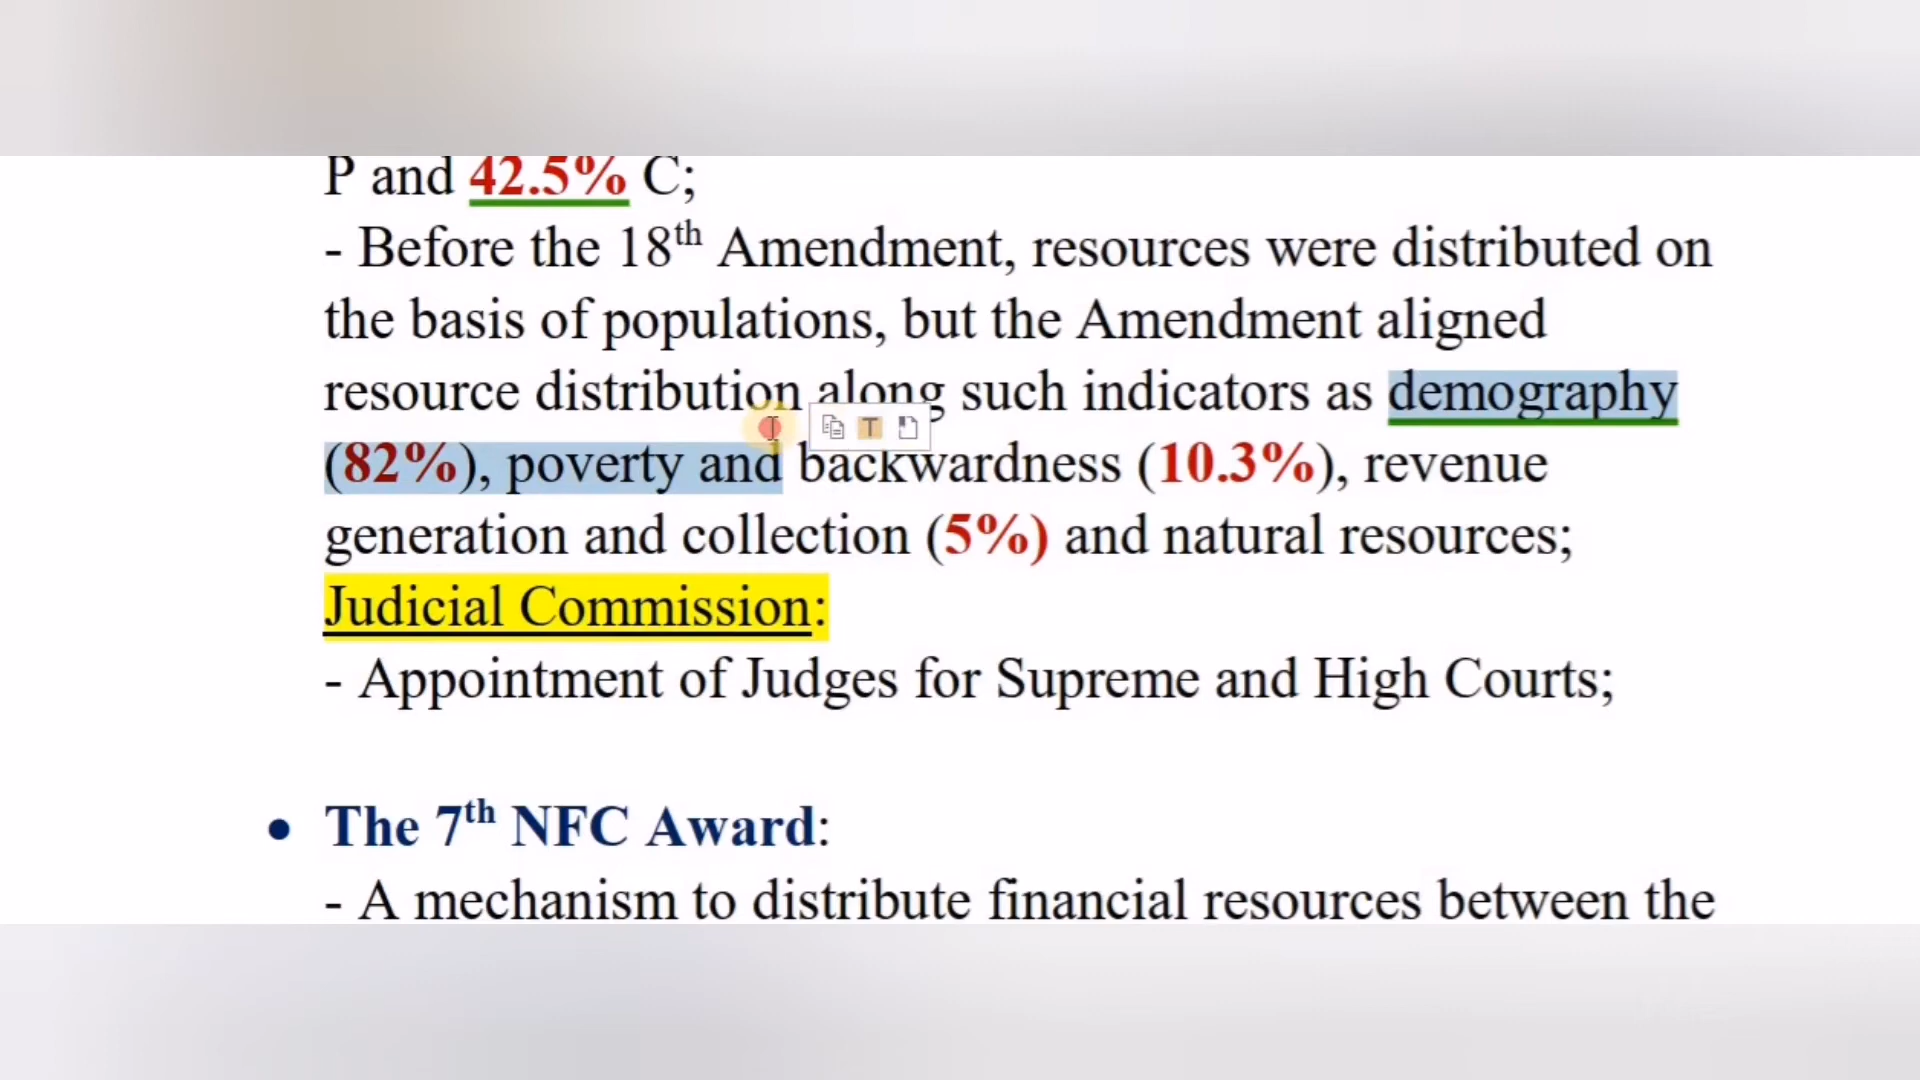 P and 42.5% C;
- Before the 18th Amendment, resources were distributed on
the basis of populations, but the Amendment aligned
resource distribution along such indicators as demography
(82%), poverty and backwardness (10.3%), revenue
generation and collection (5%) and natural resources;
Judicial Commission:
- Appointment of Judges for Supreme and High Courts;
• The 7th NFC Award:
- A mechanism to distribute financial resources between the